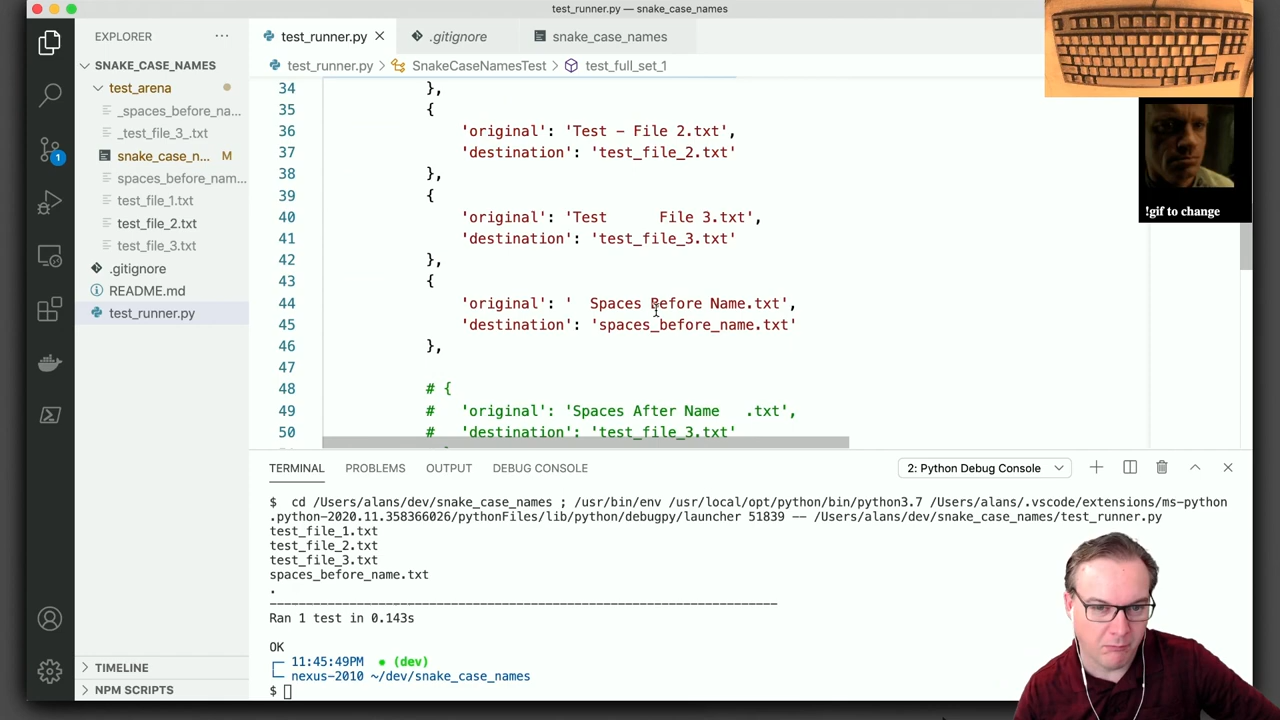 test_runner.py — snake_case_names
EXPLORER
test_runner.py
.gitignore
snake_case_names
SNAKE_CASE_NAMES
test_runner.py > SnakeCaseNamesTest > test_full_set_1
test_arena
_spaces_before_na...
_test_file_3_.txt
snake_case_n... M
spaces_before_nam...
test_file_1.txt
test_file_2.txt
test_file_3.txt
.gitignore
README.md
test_runner.py
1
34 },
35 {
36 'original': 'Test - File 2.txt',
37 'destination': 'test_file_2.txt'
38 },
39 {
40 'original': 'Test      File 3.txt',
41 'destination': 'test_file_3.txt'
42 },
43 {
44 'original': '  Spaces Before Name.txt',
45 'destination': 'spaces_before_name.txt'
46 },
47
48 # {
49 #   'original': 'Spaces After Name   .txt',
50 #   'destination': 'test_file_3.txt'
!gif to change
TERMINAL PROBLEMS OUTPUT DEBUG CONSOLE
2: Python Debug Console
$  cd /Users/alans/dev/snake_case_names ; /usr/bin/env /usr/local/opt/python/bin/python3.7 /Users/alans/.vscode/extensions/ms-python
.python-2020.11.358366026/pythonFiles/lib/python/debugpy/launcher 51839 -- /Users/alans/dev/snake_case_names/test_runner.py
test_file_1.txt
test_file_2.txt
test_file_3.txt
spaces_before_name.txt
.
----------------------------------------------------------------------
Ran 1 test in 0.143s
OK
11:45:49PM • (dev)
nexus-2010 ~/dev/snake_case_names
$
TIMELINE
NPM SCRIPTS